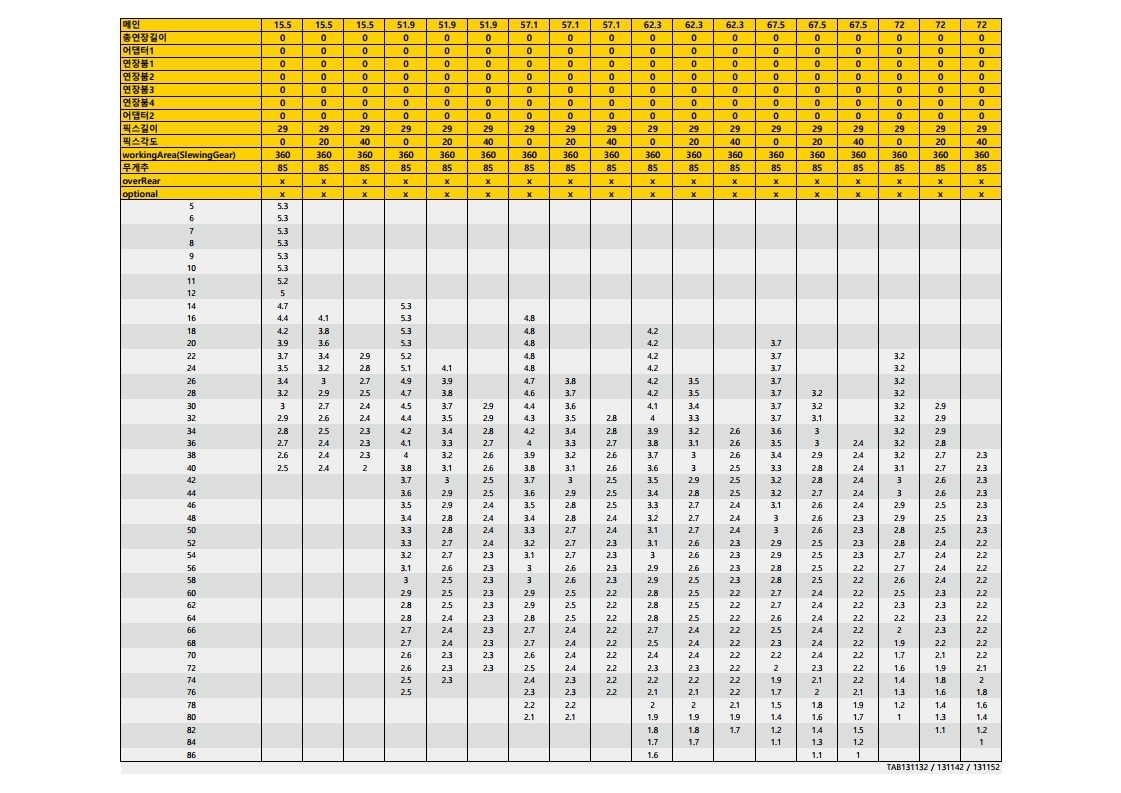 메인 15.5 15.5 15.5 51.9 51.9 51.9 57.1 57.1 57.1 62.3 62.3 62.3 67.5 67.5 67.5 72 72 72
총연장길이 0 0 0 0 0 0 0 0 0 0 0 0 0 0 0 0 0 0
어댑터1 0 0 0 0 0 0 0 0 0 0 0 0 0 0 0 0 0 0
연장붐1 0 0 0 0 0 0 0 0 0 0 0 0 0 0 0 0 0 0
연장붐2 0 0 0 0 0 0 0 0 0 0 0 0 0 0 0 0 0 0
연장붐3 0 0 0 0 0 0 0 0 0 0 0 0 0 0 0 0 0 0
연장붐4 0 0 0 0 0 0 0 0 0 0 0 0 0 0 0 0 0 0
어댑터2 0 0 0 0 0 0 0 0 0 0 0 0 0 0 0 0 0 0
픽스길이 29 29 29 29 29 29 29 29 29 29 29 29 29 29 29 29 29 29
픽스각도 0 20 40 0 20 40 0 20 40 0 20 40 0 20 40 0 20 40
workingArea(SlewingGear) 360 360 360 360 360 360 360 360 360 360 360 360 360 360 360 360 360 360
무게추 85 85 85 85 85 85 85 85 85 85 85 85 85 85 85 85 85 85
overRear x x x x x x x x x x x x x x x x x x
optional x x x x x x x x x x x x x x x x x x
5 5.3
6 5.3
7 5.3
8 5.3
9 5.3
10 5.3
11 5.2
12 5
14 4.7 5.3
16 4.4 4.1 5.3 4.8
18 4.2 3.8 5.3 4.8 4.2
20 3.9 3.6 5.3 4.8 4.2 3.7
22 3.7 3.4 2.9 5.2 4.8 4.2 3.7 3.2
24 3.5 3.2 2.8 5.1 4.1 4.8 4.2 3.7 3.2
26 3.4 3 2.7 4.9 3.9 4.7 3.8 4.2 3.5 3.7 3.2
28 3.2 2.9 2.5 4.7 3.8 4.6 3.7 4.2 3.5 3.7 3.2 3.2
30 3 2.7 2.4 4.5 3.7 2.9 4.4 3.6 4.1 3.4 3.7 3.2 3.2 2.9
32 2.9 2.6 2.4 4.4 3.5 2.9 4.3 3.5 2.8 4 3.3 3.7 3.1 3.2 2.9
34 2.8 2.5 2.3 4.2 3.4 2.8 4.2 3.4 2.8 3.9 3.2 2.6 3.6 3 3.2 2.9
36 2.7 2.4 2.3 4.1 3.3 2.7 4 3.3 2.7 3.8 3.1 2.6 3.5 3 2.4 3.2 2.8
38 2.6 2.4 2.3 4 3.2 2.6 3.9 3.2 2.6 3.7 3 2.6 3.4 2.9 2.4 3.2 2.7 2.3
40 2.5 2.4 2 3.8 3.1 2.6 3.8 3.1 2.6 3.6 3 2.5 3.3 2.8 2.4 3.1 2.7 2.3
42 3.7 3 2.5 3.7 3 2.5 3.5 2.9 2.5 3.2 2.8 2.4 3 2.6 2.3
44 3.6 2.9 2.5 3.6 2.9 2.5 3.4 2.8 2.5 3.2 2.7 2.4 3 2.6 2.3
46 3.5 2.9 2.4 3.5 2.8 2.5 3.3 2.7 2.4 3.1 2.6 2.4 2.9 2.5 2.3
48 3.4 2.8 2.4 3.4 2.8 2.4 3.2 2.7 2.4 3 2.6 2.3 2.9 2.5 2.3
50 3.3 2.8 2.4 3.3 2.7 2.4 3.1 2.7 2.4 3 2.6 2.3 2.8 2.4 2.3
52 3.3 2.7 2.4 3.2 2.7 2.3 3.1 2.6 2.3 2.9 2.5 2.3 2.8 2.4 2.2
54 3.2 2.7 2.3 3.1 2.7 2.3 3 2.6 2.3 2.9 2.5 2.3 2.7 2.4 2.2
56 3.1 2.6 2.3 3 2.6 2.3 2.9 2.6 2.3 2.8 2.5 2.2 2.7 2.4 2.2
58 3 2.5 2.3 3 2.6 2.3 2.9 2.5 2.3 2.8 2.5 2.2 2.6 2.4 2.2
60 2.9 2.5 2.3 2.9 2.5 2.2 2.8 2.5 2.2 2.7 2.4 2.2 2.5 2.3 2.2
62 2.8 2.5 2.3 2.9 2.5 2.2 2.8 2.5 2.2 2.7 2.4 2.2 2.3 2.3 2.2
64 2.8 2.4 2.3 2.8 2.5 2.2 2.8 2.5 2.2 2.6 2.4 2.2 2.2 2.3 2.2
66 2.7 2.4 2.3 2.7 2.4 2.2 2.7 2.4 2.2 2.5 2.4 2.2 2 2.3 2.2
68 2.7 2.4 2.3 2.7 2.4 2.2 2.5 2.4 2.2 2.3 2.4 2.2 1.9 2.2 2.2
70 2.6 2.3 2.3 2.6 2.4 2.2 2.4 2.4 2.2 2.2 2.4 2.2 1.7 2.1 2.2
72 2.6 2.3 2.3 2.5 2.4 2.2 2.3 2.3 2.2 2 2.3 2.2 1.6 1.9 2.1
74 2.5 2.3 2.4 2.3 2.2 2.2 2.2 2.2 1.9 2.1 2.2 1.4 1.8 2
76 2.5 2.3 2.3 2.2 2.1 2.1 2.2 1.7 2 2.1 1.3 1.6 1.8
78 2.2 2.2 2 2 2.1 1.5 1.8 1.9 1.2 1.4 1.6
80 2.1 2.1 1.9 1.9 1.9 1.4 1.6 1.7 1 1.3 1.4
82 1.8 1.8 1.7 1.2 1.4 1.5 1.1 1.2
84 1.7 1.7 1.1 1.3 1.2 1
86 1.6 1.1 1
TAB131132 / 131142 / 131152